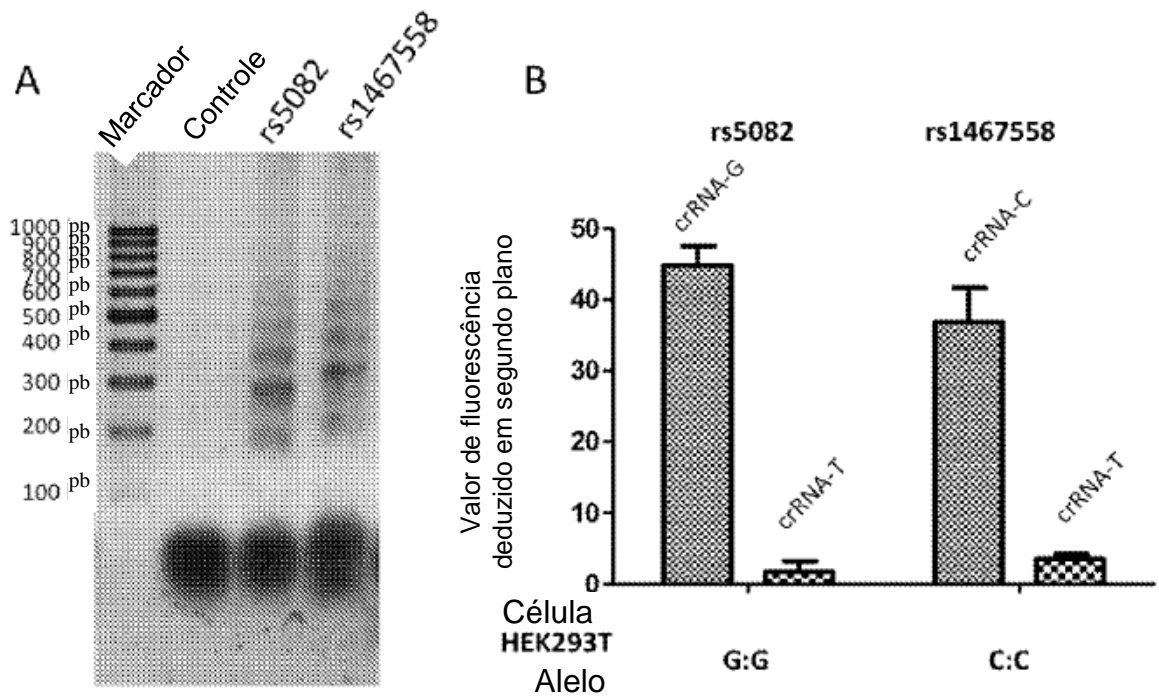 A
Marcador
Controle
rs5082
rs1467558
1000 pb
900 pb
800 pb
700 pb
600 pb
500 pb
400 pb
300 pb
200 pb
100 pb
B
rs5082
rs1467558
Valor de fluorescência
deduzido em segundo plano
50
40
30
20
10
0
crRNA-G
crRNA-T
crRNA-C
crRNA-T
Célula
HEK293T
Alelo
G:G
C:C